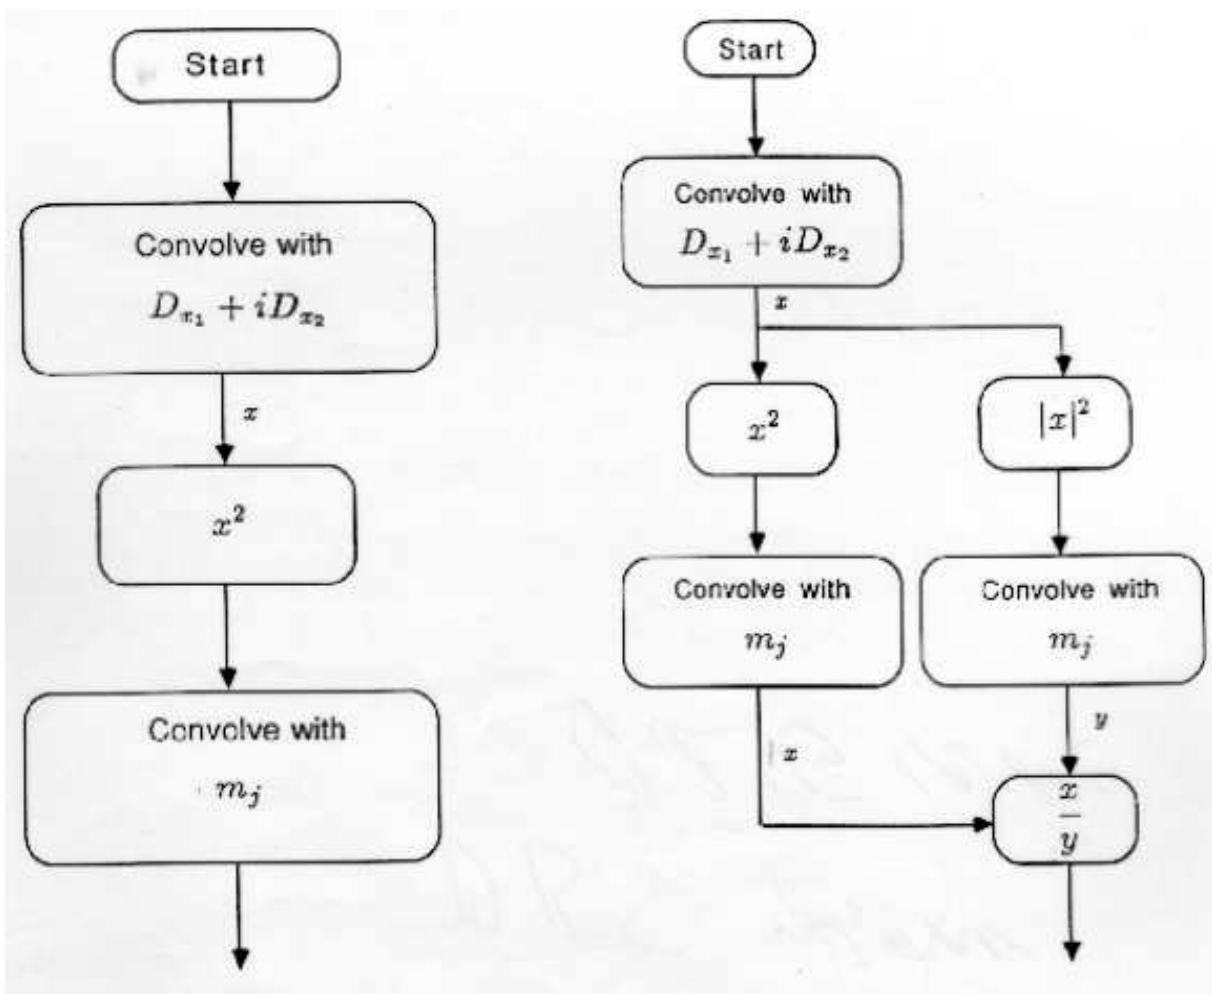 Start
Convolve with
D_{x_1} + iD_{x_2}
x
x^2
Convolve with
m_j
Start
Convolve with
D_{x_1} + iD_{x_2}
x
x^2
|x|^2
Convolve with
m_j
Convolve with
m_j
x
y
x
y